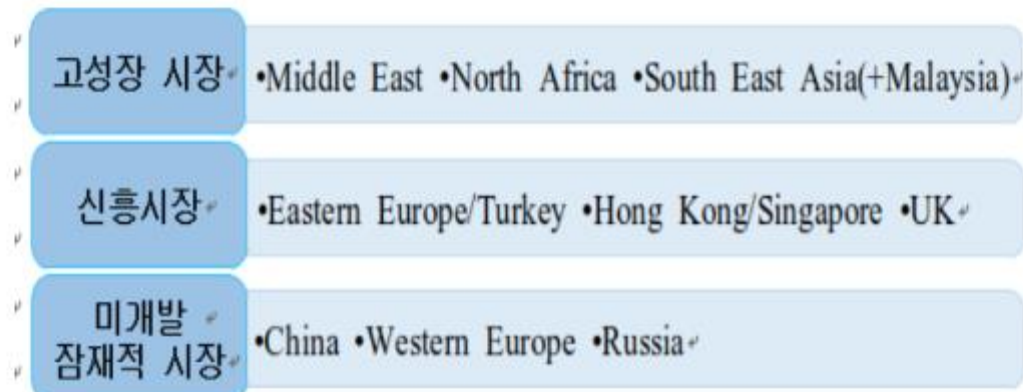 고성장 시장
•Middle East •North Africa •South East Asia(+Malaysia)
신흥시장
•Eastern Europe/Turkey •Hong Kong/Singapore •UK
미개발
잠재적 시장
•China •Western Europe •Russia